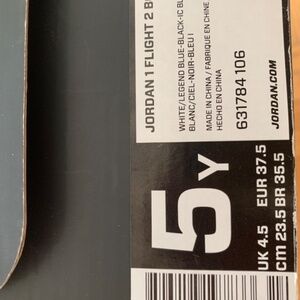 JORDAN 1 FLIGHT 2 B
WHITE/LEGEND BLUE-BLACK-IC BL
BLANC/CIEL-NOIR-BLEU I
MADE IN CHINA / FABRIQUE EN CHINE
HECHO EN CHINA
631784 106
JORDAN.COM
5Y
UK 4.5 EUR 37.5
cm 23.5 BR 35.5